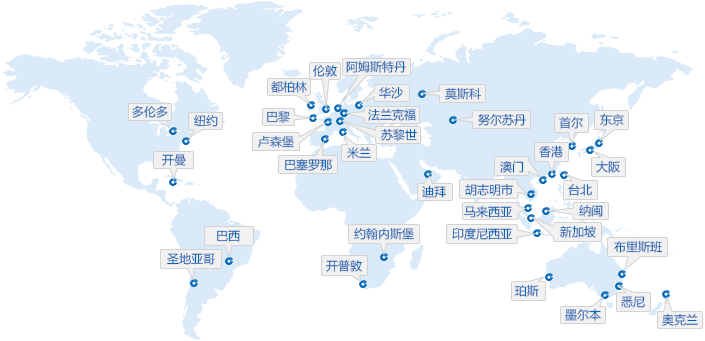 伦敦
阿姆斯特丹
都柏林
华沙
莫斯科
多伦多
纽约
巴黎
法兰克福
努尔苏丹
首尔
东京
卢森堡
苏黎世
开曼
巴塞罗那
米兰
澳门
香港
大阪
迪拜
胡志明市
台北
马来西亚
纳闽
巴西
约翰内斯堡
印度尼西亚
新加坡
布里斯班
圣地亚哥
开普敦
珀斯
悉尼
墨尔本
奥克兰